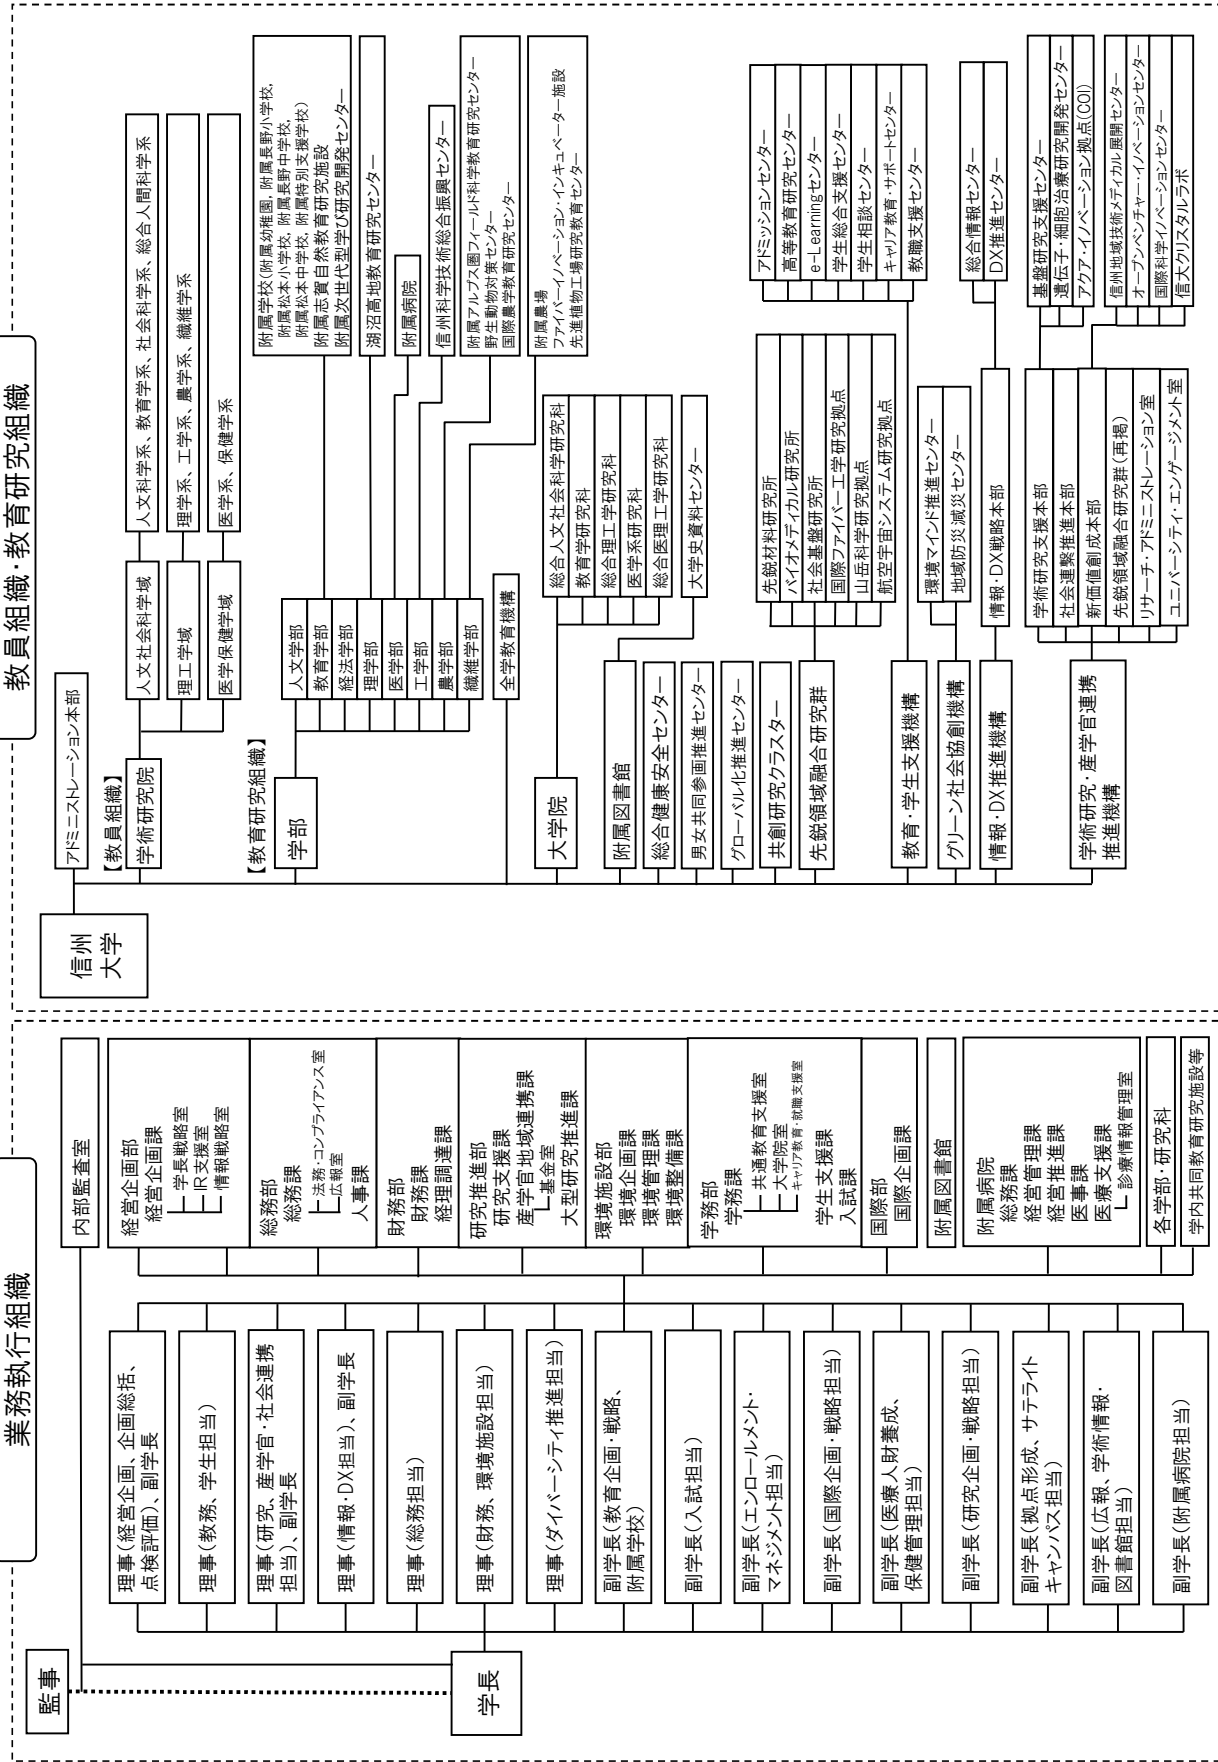 業務執行組織
監事
学長
理事(経営企画、企画総括、
点検評価)、副学長
理事(教務、学生担当)
理事(研究、産学官・社会連携
担当)、副学長
理事(情報・DX担当)、副学長
理事(総務担当)
理事(財務、環境施設担当)
理事(ダイバーシティ推進担当)
副学長(教育企画・戦略、
附属学校)
副学長(入試担当)
副学長(エンロールメント・
マネジメント担当)
副学長(国際企画・戦略担当)
副学長(医療人財養成、
保健管理担当)
副学長(研究企画・戦略担当)
副学長(拠点形成、サテライト
キャンパス担当)
副学長(広報、学術情報・
図書館担当)
副学長(附属病院担当)
内部監査室
経営企画部
経営企画課
学長戦略室
IR支援室
情報戦略室
総務部
総務課
法務・コンプライアンス室
広報室
人事課
財務部
財務課
経理調達課
研究推進部
研究支援課
産学官地域連携課
基金室
大型研究推進課
環境施設部
環境企画課
環境管理課
環境整備課
学務部
学務課
共通教育支援室
大学院室
キャリア教育・就職支援室
学生支援課
入試課
国際部
国際企画課
附属図書館
附属病院
総務課
経営管理課
経営推進課
医事課
医療支援課
診療情報管理室
各学部・研究科
学内共同教育研究施設等
教員組織・教育研究組織
信州
大学
アドミニストレーション本部
【教員組織】
学術研究院
人文社会科学域
人文科学系、教育学系、社会科学系、総合人間科学系
理工学域
理学系、工学系、農学系、繊維学系
医学保健学域
医学系、保健学系
【教育研究組織】
学部
人文学部
教育学部
経法学部
理学部
医学部
工学部
農学部
繊維学部
附属学校(附属幼稚園, 附属長野小学校,
附属松本小学校, 附属長野中学校,
附属松本中学校, 附属特別支援学校)
附属志賀自然教育研究施設
附属次世代型学び研究開発センター
湖沼高地教育研究センター
附属病院
信州科学技術総合振興センター
附属アルプス圏フィールド科学教育研究センター
野生動物対策センター
国際農学教育研究センター
附属農場
ファイバーイノベーション・インキュベーター施設
先進植物工場研究教育センター
全学教育機構
大学院
総合人文社会科学研究科
教育学研究科
総合理工学研究科
医学系研究科
総合医理工学研究科
附属図書館
大学史資料センター
総合健康安全センター
男女共同参画推進センター
グローバル化推進センター
共創研究クラスター
先鋭領域融合研究群
先鋭材料研究所
バイオメディカル研究所
社会基盤研究所
国際ファイバー工学研究拠点
山岳科学研究拠点
航空宇宙システム研究拠点
教育・学生支援機構
アドミッションセンター
高等教育研究センター
e-Learningセンター
学生総合支援センター
学生相談センター
キャリア教育・サポートセンター
教職支援センター
グリーン社会協創機構
環境マインド推進センター
地域防災減災センター
情報・DX推進機構
情報・DX戦略本部
総合情報センター
DX推進センター
学術研究・産学官連携
推進機構
学術研究支援本部
社会連繋推進本部
新価値創成本部
先鋭領域融合研究群(再掲)
リサーチ・アドミニストレーション室
ユニバーシティ・エンゲージメント室
基盤研究支援センター
遺伝子・細胞治療研究開発センター
アクア・イノベーション拠点(COI)
信州地域技術メディカル展開センター
オープンベンチャー・イノベーションセンター
国際科学イノベーションセンター
信大クリスタルラボ